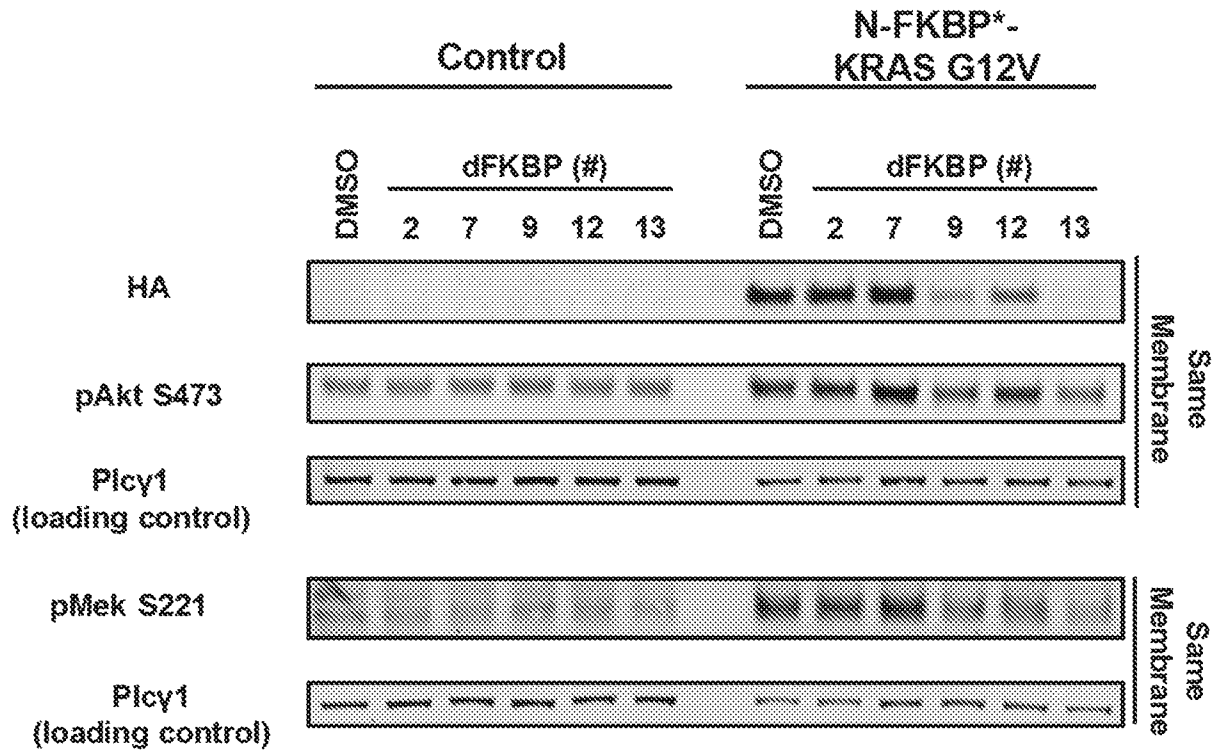 Control
N-FKBP*-
KRAS G12V
DMSO
dFKBP (#)
2 7 9 12 13
DMSO
dFKBP (#)
2 7 9 12 13
HA
pAkt S473
Plcγ1
(loading control)
Same
Membrane
pMek S221
Plcγ1
(loading control)
Same
Membrane